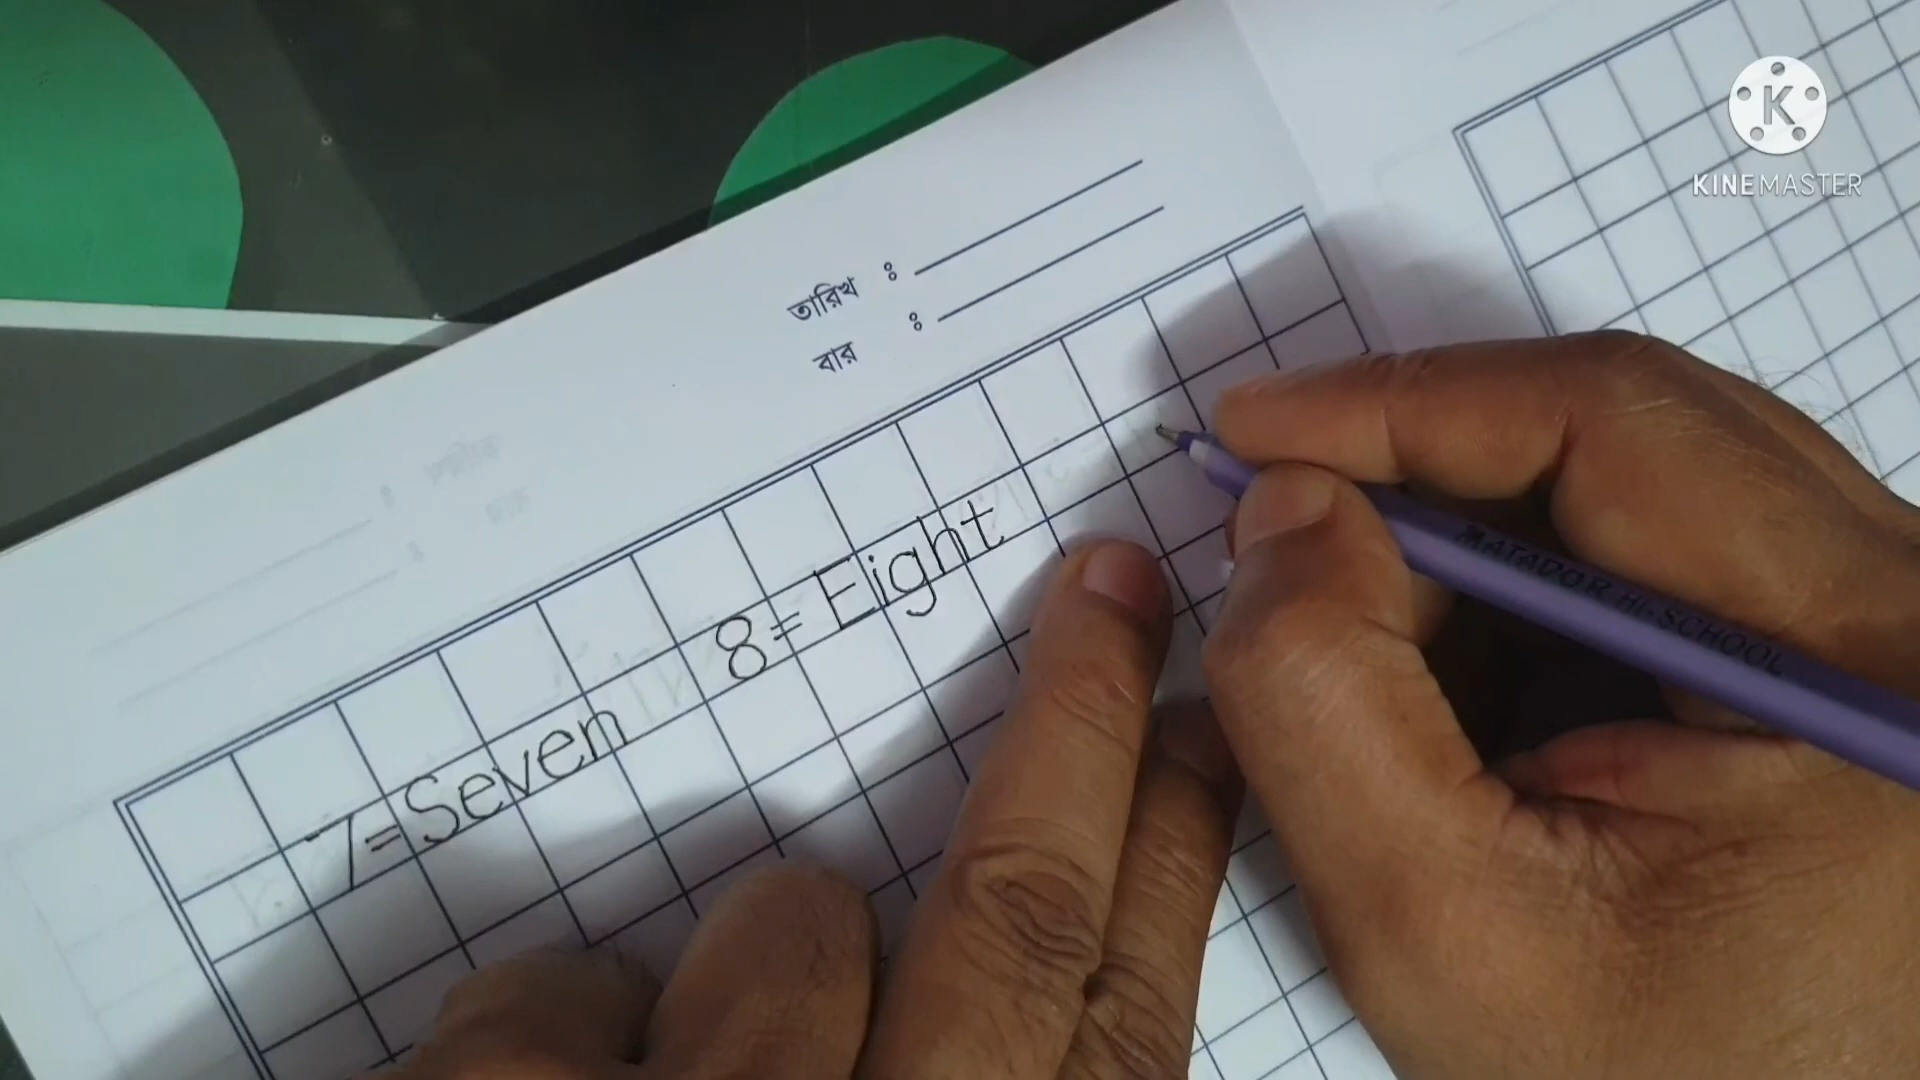 KINEMASTER
তারিখ ঃ
বার ঃ
7=Seven 8=Eight
MATADOR HI-SCHOOL